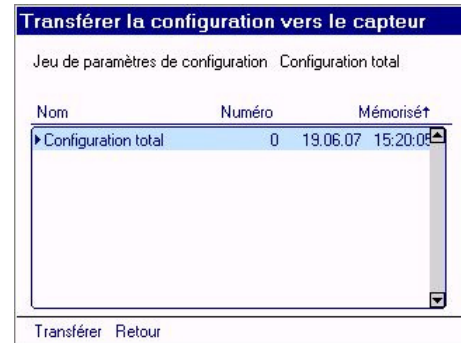 Transférer la configuration vers le capteur
Jeu de paramètres de configuration Configuration total
Nom Numéro Mémorisé↑
Configuration total 0 19.06.07 15:20:05
Transférer Retour